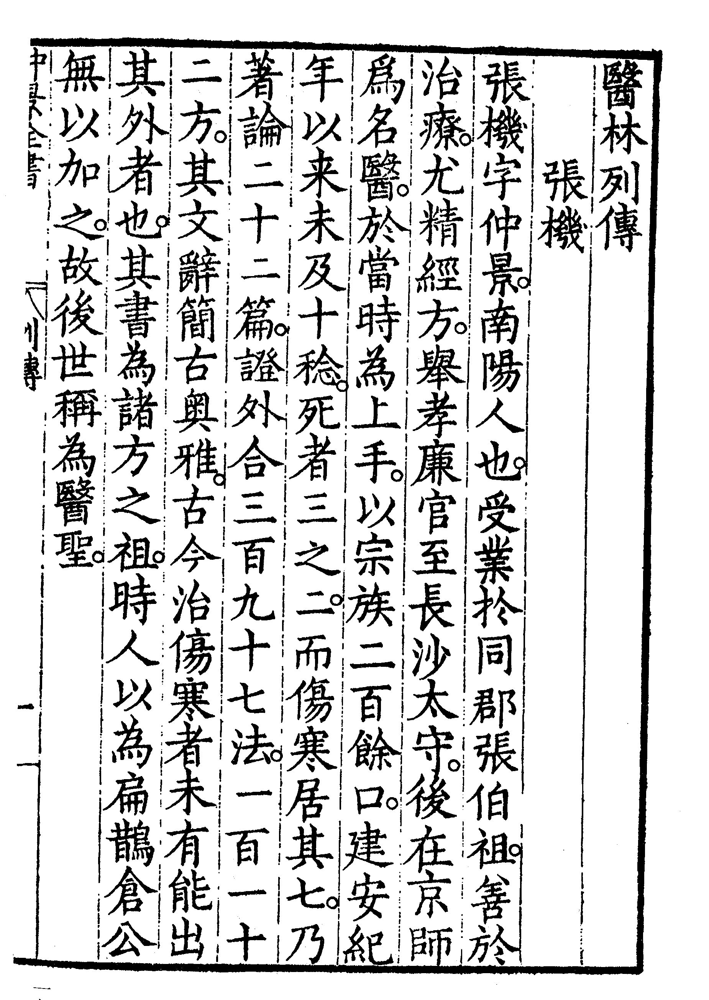 醫林列傳
張機
張機字仲景。南陽人也。受業於同郡張伯祖。善於
治療。尤精經方。舉孝廉官至長沙太守。後在京師
爲名醫。於當時為上手。以宗族二百餘口。建安紀
年以来未及十稔。死者三之二。而傷寒居其七。乃
著論二十二篇。證外合三百九十七法。一百一十
二方。其文辭簡古奥雅。古今治傷寒者未有能出
其外者也。其書為諸方之祖。時人以為扁鵲倉公
無以加之。故後世稱為醫聖。
仲景全書
列傳
一